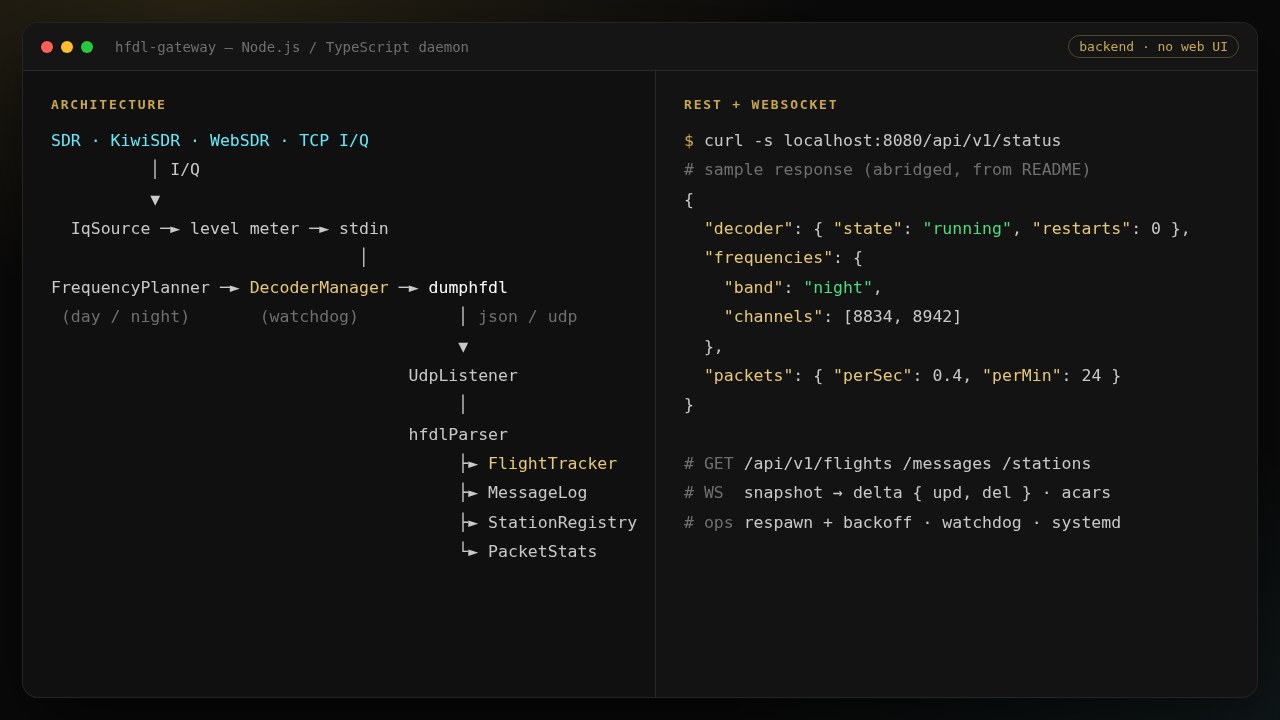 hfdl-gateway — Node.js / TypeScript daemon
backend · no web UI
ARCHITECTURE
SDR · KiwiSDR · WebSDR · TCP I/Q
│ I/Q
▼
IqSource ─► level meter ─► stdin
│
FrequencyPlanner ─► DecoderManager ─► dumphfdl
(day / night) (watchdog) │ json / udp
▼
UdpListener
│
hfdlParser
├► FlightTracker
├► MessageLog
├► StationRegistry
└► PacketStats
REST + WEBSOCKET
$ curl -s localhost:8080/api/v1/status
# sample response (abridged, from README)
{
"decoder": { "state": "running", "restarts": 0 },
"frequencies": {
"band": "night",
"channels": [8834, 8942]
},
"packets": { "perSec": 0.4, "perMin": 24 }
}
# GET /api/v1/flights /messages /stations
# WS snapshot → delta { upd, del } · acars
# ops respawn + backoff · watchdog · systemd